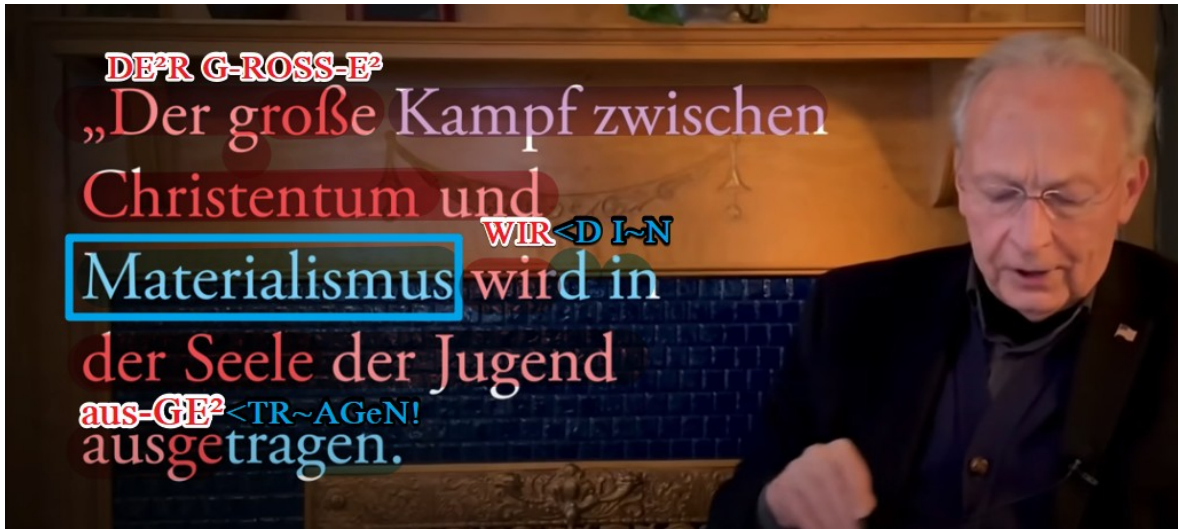 DE²R G-ROSS-E²
„Der große Kampf zwischen
Christentum und
WIR<D I~N
Materialismus wird in
der Seele der Jugend
aus-GE²<TR~AGeN!
ausgetragen.